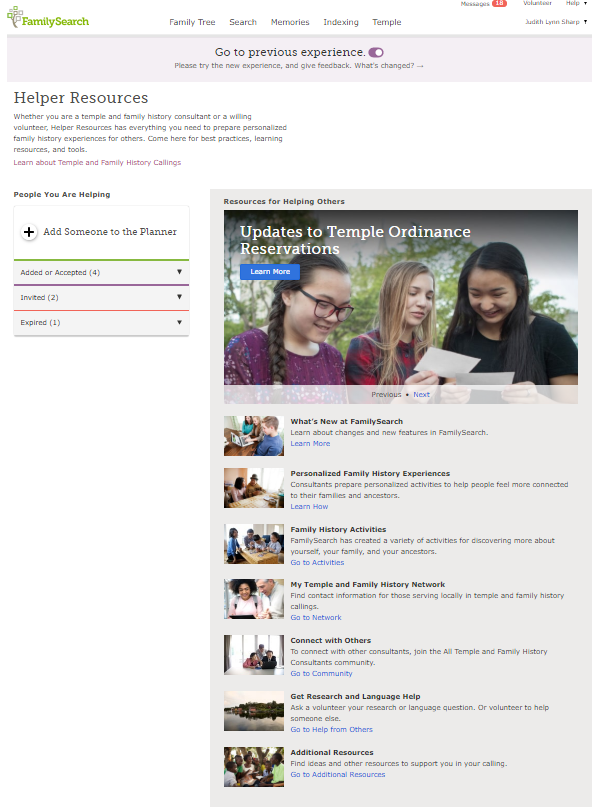 Messages 18 Volunteer Help
FamilySearch
Family Tree Search Memories Indexing Temple
Judith Lynn Sharp
Go to previous experience.
Please try the new experience, and give feedback. What's changed? →
Helper Resources
Whether you are a temple and family history consultant or a willing
volunteer, Helper Resources has everything you need to prepare personalized
family history experiences for others. Come here for best practices, learning
resources, and tools.
Learn about Temple and Family History Callings
People You Are Helping
Add Someone to the Planner
Added or Accepted (4)
Invited (2)
Expired (1)
Resources for Helping Others
Updates to Temple Ordinance
Reservations
Learn More
Previous • Next
What's New at FamilySearch
Learn about changes and new features in FamilySearch.
Learn More
Personalized Family History Experiences
Consultants prepare personalized activities to help people feel more connected
to their families and ancestors.
Learn How
Family History Activities
FamilySearch has created a variety of activities for discovering more about
yourself, your family, and your ancestors.
Go to Activities
My Temple and Family History Network
Find contact information for those serving locally in temple and family history
callings.
Go to Network
Connect with Others
To connect with other consultants, join the All Temple and Family History
Consultants community.
Go to Community
Get Research and Language Help
Ask a volunteer your research or language question. Or volunteer to help
someone else.
Go to Help from Others
Additional Resources
Find ideas and other resources to support you in your calling.
Go to Additional Resources